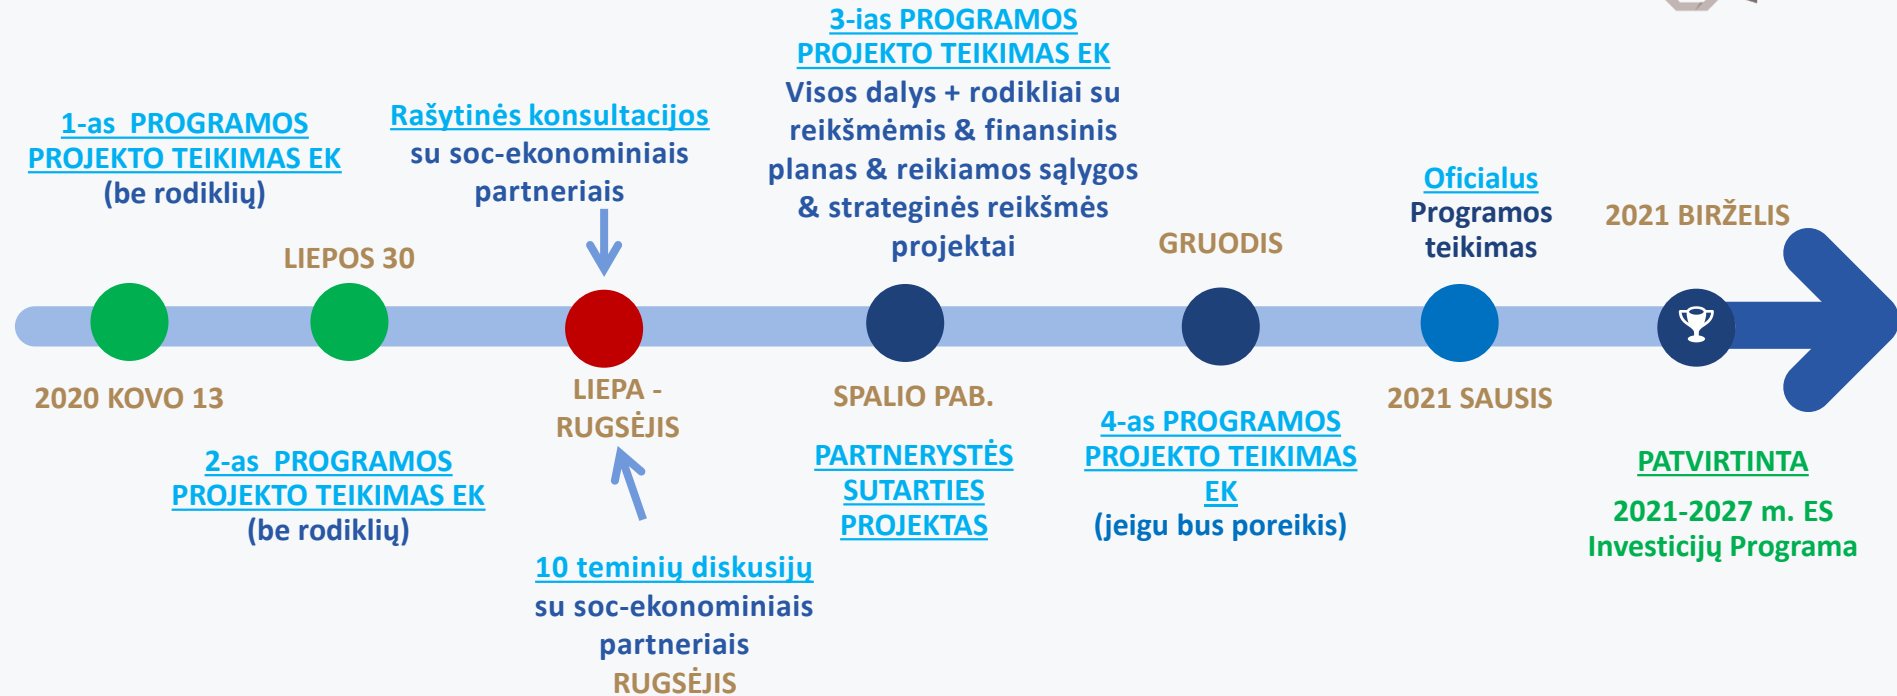 1-as PROGRAMOS
PROJEKTO TEIKIMAS EK
(be rodiklių)
2020 KOVO 13
LIEPOS 30
2-as PROGRAMOS
PROJEKTO TEIKIMAS EK
(be rodiklių)
Rašytinės konsultacijos
su soc-ekonominiais
partneriais
LIEPA -
RUGSĖJIS
10 teminių diskusijų
su soc-ekonominiais
partneriais
RUGSĖJIS
3-ias PROGRAMOS
PROJEKTO TEIKIMAS EK
Visos dalys + rodikliai su
reikšmėmis & finansinis
planas & reikiamos sąlygos
& strateginės reikšmės
projektai
SPALIO PAB.
PARTNERYSTĖS
SUTARTIES
PROJEKTAS
GRUODIS
4-as PROGRAMOS
PROJEKTO TEIKIMAS
EK
(jeigu bus poreikis)
Oficialus
Programos
teikimas
2021 SAUSIS
2021 BIRŽELIS
PATVIRTINTA
2021-2027 m. ES
Investicijų Programa